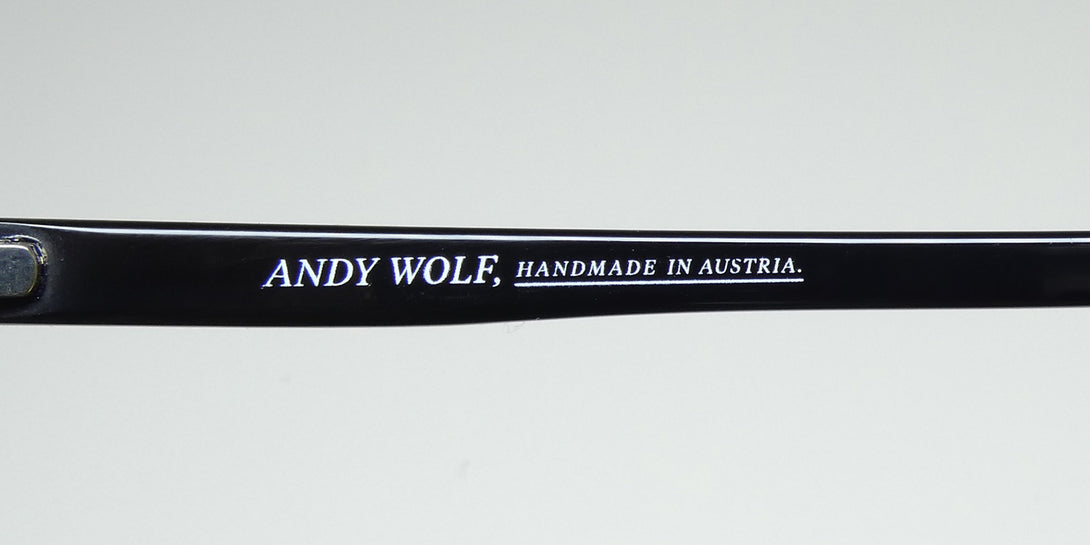 ANDY WOLF, HANDMADE IN AUSTRIA.